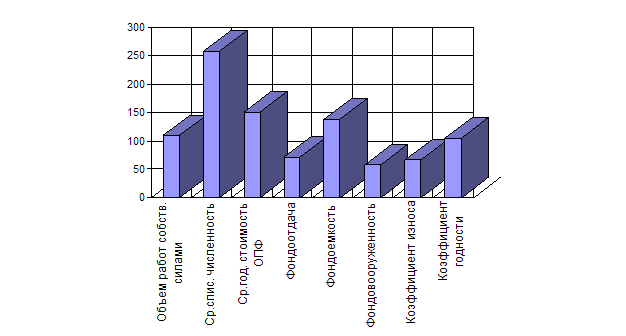 300
250
200
150
100
50
0
Объем работ собств.
силами
Ср.спис. численность
Ср.год. стоимость
ОПФ
Фондоотдача
Фондоемкость
Фондовооруженность
Коэффициент износа
Коэффициент
годности